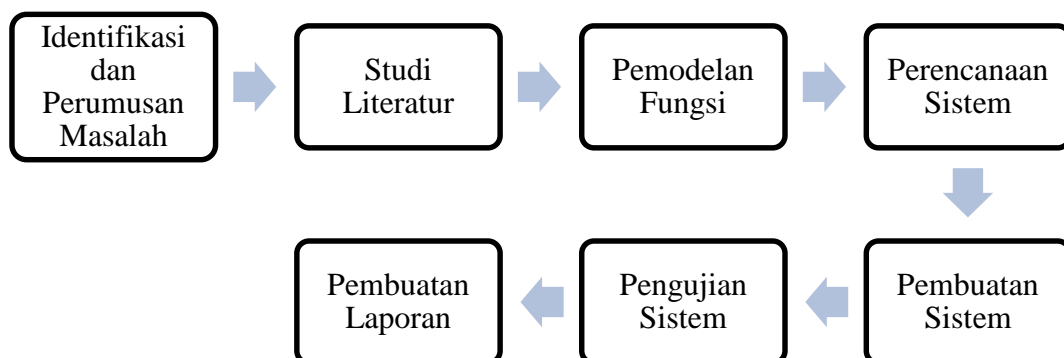 Identifikasi
dan
Perumusan
Masalah
Studi
Literatur
Pemodelan
Fungsi
Perencanaan
Sistem
Pembuatan
Sistem
Pengujian
Sistem
Pembuatan
Laporan